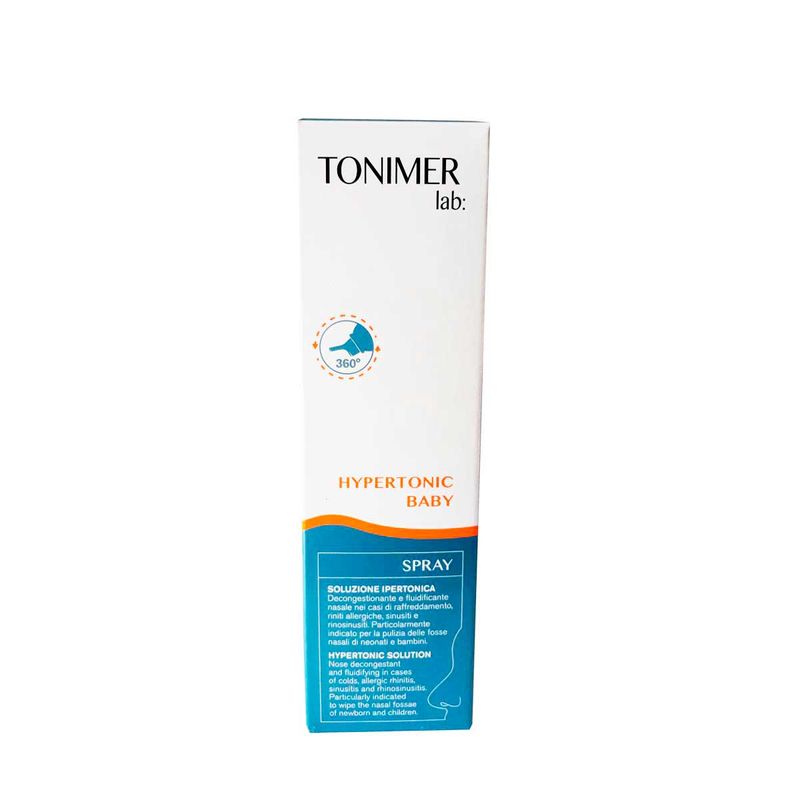 TONIMER
lab:
360°
HYPERTONIC
BABY
SPRAY
SOLUZIONE IPERTONICA
Decongestionante e fluidificante
nasale nei casi di raffreddamento,
riniti allergiche, sinusiti e
rinosinusiti. Particolarmente
indicato per la pulizia delle fosse
nasali di neonati e bambini.
HYPERTONIC SOLUTION
Nose decongestant
and fluidifying in cases
of colds, allergic rhinitis,
sinusitis and rhinosinusitis.
Particularly indicated
to wipe the nasal fossae
of newborn and children.